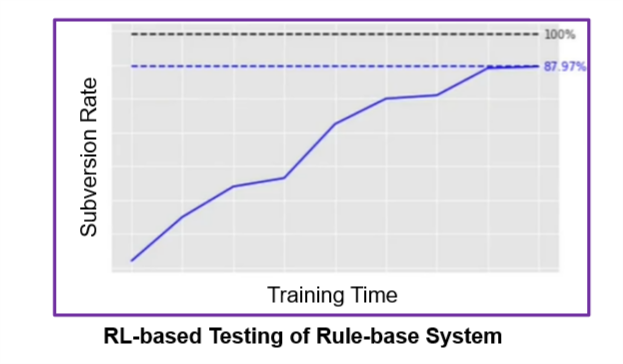 100%
87.97%
Subversion Rate
Training Time
RL-based Testing of Rule-base System